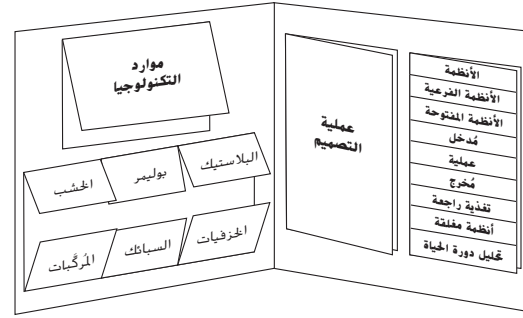 موارد
التكنولوجيا
البلاستيك
بوليمر
الخشب
الخزفيات
السبائك
المُركَّبات
عملية
التصميم
الأنظمة
الأنظمة الفرعية
الأنظمة المفتوحة
مُدخل
عملية
مُخرج
تغذية راجعة
أنظمة مغلقة
تحليل دورة الحياة